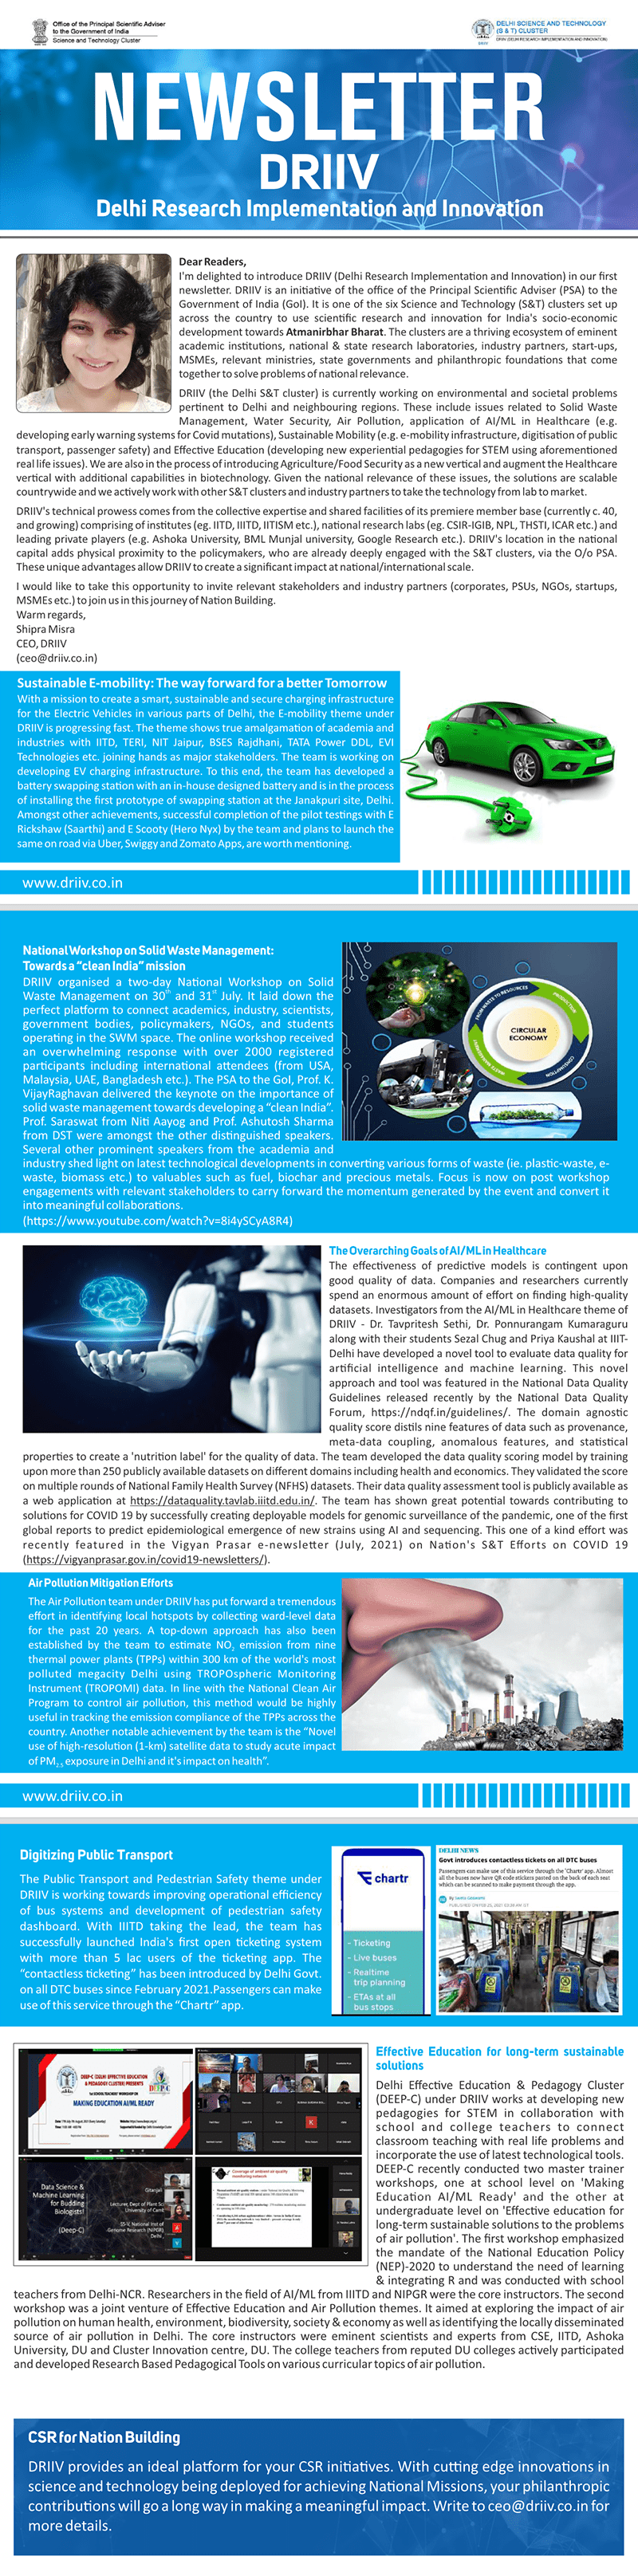 Office of the Principal Scientific Adviser
to the Government of India
Science and Technology Cluster
DELHI SCIENCE AND TECHNOLOGY
(S & T) CLUSTER
DRIIV (DELHI RESEARCH IMPLEMENTATION AND INNOVATION)
NEWSLETTER
DRIIV
Delhi Research Implementation and Innovation
Dear Readers,
I'm delighted to introduce DRIIV (Delhi Research Implementation and Innovation) in our first
newsletter. DRIIV is an initiative of the office of the Principal Scientific Adviser (PSA) to the
Government of India (GoI). It is one of the six Science and Technology (S&T) clusters set up
across the country to use scientific research and innovation for India's socio-economic
development towards Atmanirbhar Bharat. The clusters are a thriving ecosystem of eminent
academic institutions, national & state research laboratories, industry partners, start-ups,
MSMEs, relevant ministries, state governments and philanthropic foundations that come
together to solve problems of national relevance.
DRIIV (the Delhi S&T cluster) is currently working on environmental and societal problems
pertinent to Delhi and neighbouring regions. These include issues related to Solid Waste
Management, Water Security, Air Pollution, application of AI/ML in Healthcare (e.g.
developing early warning systems for Covid mutations), Sustainable Mobility (e.g. e-mobility infrastructure, digitisation of public
transport, passenger safety) and Effective Education (developing new experiential pedagogies for STEM using aforementioned
real life issues). We are also in the process of introducing Agriculture/Food Security as a new vertical and augment the Healthcare
vertical with additional capabilities in biotechnology. Given the national relevance of these issues, the solutions are scalable
countrywide and we actively work with other S&T clusters and industry partners to take the technology from lab to market.
DRIIV's technical prowess comes from the collective expertise and shared facilities of its premiere member base (currently c. 40,
and growing) comprising of institutes (eg. IITD, IIITD, IITISM etc.), national research labs (eg. CSIR-IGIB, NPL, THSTI, ICAR etc.) and
leading private players (e.g. Ashoka University, BML Munjal university, Google Research etc.). DRIIV's location in the national
capital adds physical proximity to the policymakers, who are already deeply engaged with the S&T clusters, via the O/o PSA.
These unique advantages allow DRIIV to create a significant impact at national/international scale.
I would like to take this opportunity to invite relevant stakeholders and industry partners (corporates, PSUs, NGOs, startups,
MSMEs etc.) to join us in this journey of Nation Building.
Warm regards,
Shipra Misra
CEO, DRIIV
(ceo@driiv.co.in)
Sustainable E-mobility: The way forward for a better Tomorrow
With a mission to create a smart, sustainable and secure charging infrastructure
for the Electric Vehicles in various parts of Delhi, the E-mobility theme under
DRIIV is progressing fast. The theme shows true amalgamation of academia and
industries with IITD, TERI, NIT Jaipur, BSES Rajdhani, TATA Power DDL, EVI
Technologies etc. joining hands as major stakeholders. The team is working on
developing EV charging infrastructure. To this end, the team has developed a
battery swapping station with an in-house designed battery and is in the process
of installing the first prototype of swapping station at the Janakpuri site, Delhi.
Amongst other achievements, successful completion of the pilot testings with E
Rickshaw (Saarthi) and E Scooty (Hero Nyx) by the team and plans to launch the
same on road via Uber, Swiggy and Zomato Apps, are worth mentioning.
www.driiv.co.in
National Workshop on Solid Waste Management:
Towards a "clean India" mission
DRIIV organised a two-day National Workshop on Solid
Waste Management on 30th and 31st July. It laid down the
perfect platform to connect academics, industry, scientists,
government bodies, policymakers, NGOs, and students
operating in the SWM space. The online workshop received
an overwhelming response with over 2000 registered
participants including international attendees (from USA,
Malaysia, UAE, Bangladesh etc.). The PSA to the GoI, Prof. K.
VijayRaghavan delivered the keynote on the importance of
solid waste management towards developing a "clean India".
Prof. Saraswat from Niti Aayog and Prof. Ashutosh Sharma
from DST were amongst the other distinguished speakers.
Several other prominent speakers from the academia and
industry shed light on latest technological developments in converting various forms of waste (ie. plastic-waste, e-
waste, biomass etc.) to valuables such as fuel, biochar and precious metals. Focus is now on post workshop
engagements with relevant stakeholders to carry forward the momentum generated by the event and convert it
into meaningful collaborations.
(https://www.youtube.com/watch?v=8i4ySCyA8R4)
FROM WASTE TO RESOURCES
PRODUCTION
CONSUMPTION
WASTE MANAGEMENT
CIRCULAR
ECONOMY
The Overarching Goals of AI/ML in Healthcare
The effectiveness of predictive models is contingent upon
good quality of data. Companies and researchers currently
spend an enormous amount of effort on finding high-quality
datasets. Investigators from the AI/ML in Healthcare theme of
DRIIV - Dr. Tavpritesh Sethi, Dr. Ponnurangam Kumaraguru
along with their students Sezal Chug and Priya Kaushal at IIIT-
Delhi have developed a novel tool to evaluate data quality for
artificial intelligence and machine learning. This novel
approach and tool was featured in the National Data Quality
Guidelines released recently by the National Data Quality
Forum, https://ndqf.in/guidelines/. The domain agnostic
quality score distils nine features of data such as provenance,
meta-data coupling, anomalous features, and statistical
properties to create a 'nutrition label' for the quality of data. The team developed the data quality scoring model by training
upon more than 250 publicly available datasets on different domains including health and economics. They validated the score
on multiple rounds of National Family Health Survey (NFHS) datasets. Their data quality assessment tool is publicly available as
a web application at https://dataquality.tavlab.iiitd.edu.in/. The team has shown great potential towards contributing to
solutions for COVID 19 by successfully creating deployable models for genomic surveillance of the pandemic, one of the first
global reports to predict epidemiological emergence of new strains using AI and sequencing. This one of a kind effort was
recently featured in the Vigyan Prasar e-newsletter (July, 2021) on Nation's S&T Efforts on COVID 19
(https://vigyanprasar.gov.in/covid19-newsletters/).
Air Pollution Mitigation Efforts
The Air Pollution team under DRIIV has put forward a tremendous
effort in identifying local hotspots by collecting ward-level data
for the past 20 years. A top-down approach has also been
established by the team to estimate NO2 emission from nine
thermal power plants (TPPs) within 300 km of the world's most
polluted megacity Delhi using TROPOspheric Monitoring
Instrument (TROPOMI) data. In line with the National Clean Air
Program to control air pollution, this method would be highly
useful in tracking the emission compliance of the TPPs across the
country. Another notable achievement by the team is the "Novel
use of high-resolution (1-km) satellite data to study acute impact
of PM2.5 exposure in Delhi and it's impact on health".
www.driiv.co.in
Digitizing Public Transport
The Public Transport and Pedestrian Safety theme under
DRIIV is working towards improving operational efficiency
of bus systems and development of pedestrian safety
dashboard. With IIITD taking the lead, the team has
successfully launched India's first open ticketing system
with more than 5 lac users of the ticketing app. The
"contactless ticketing" has been introduced by Delhi Govt.
on all DTC buses since February 2021.Passengers can make
use of this service through the "Chartr" app.
chartr
- Ticketing
- Live buses
- Realtime
trip planning
- ETAs at all
bus stops
DELHI NEWS
Govt introduces contactless tickets on all DTC buses
Passengers can make use of this service through the 'Chartr' app. Almost
all the buses now have QR code stickers pasted on the back of each seat
which can be scanned to make payment through the app.
DEEP-C (DELHI EFFECTIVE EDUCATION
& PEDAGOGY CLUSTER) PRESENTS
MAKING EDUCATION AI/ML READY
DEEP-C
Data Science &
Machine Learning
for Budding
Biologists!
(Deep-C)
Gitanjali
Coverage of ambient air quality
monitoring network
Effective Education for long-term sustainable
solutions
Delhi Effective Education & Pedagogy Cluster
(DEEP-C) under DRIIV works at developing new
pedagogies for STEM in collaboration with
school and college teachers to connect
classroom teaching with real life problems and
incorporate the use of latest technological tools.
DEEP-C recently conducted two master trainer
workshops, one at school level on 'Making
Education AI/ML Ready' and the other at
undergraduate level on 'Effective education for
long-term sustainable solutions to the problems
of air pollution'. The first workshop emphasized
the mandate of the National Education Policy
(NEP)-2020 to understand the need of learning
& integrating R and was conducted with school
teachers from Delhi-NCR. Researchers in the field of AI/ML from IIITD and NIPGR were the core instructors. The second
workshop was a joint venture of Effective Education and Air Pollution themes. It aimed at exploring the impact of air
pollution on human health, environment, biodiversity, society & economy as well as identifying the locally disseminated
source of air pollution in Delhi. The core instructors were eminent scientists and experts from CSE, IITD, Ashoka
University, DU and Cluster Innovation centre, DU. The college teachers from reputed DU colleges actively participated
and developed Research Based Pedagogical Tools on various curricular topics of air pollution.
CSR for Nation Building
DRIIV provides an ideal platform for your CSR initiatives. With cutting edge innovations in
science and technology being deployed for achieving National Missions, your philanthropic
contributions will go a long way in making a meaningful impact. Write to ceo@driiv.co.in for
more details.